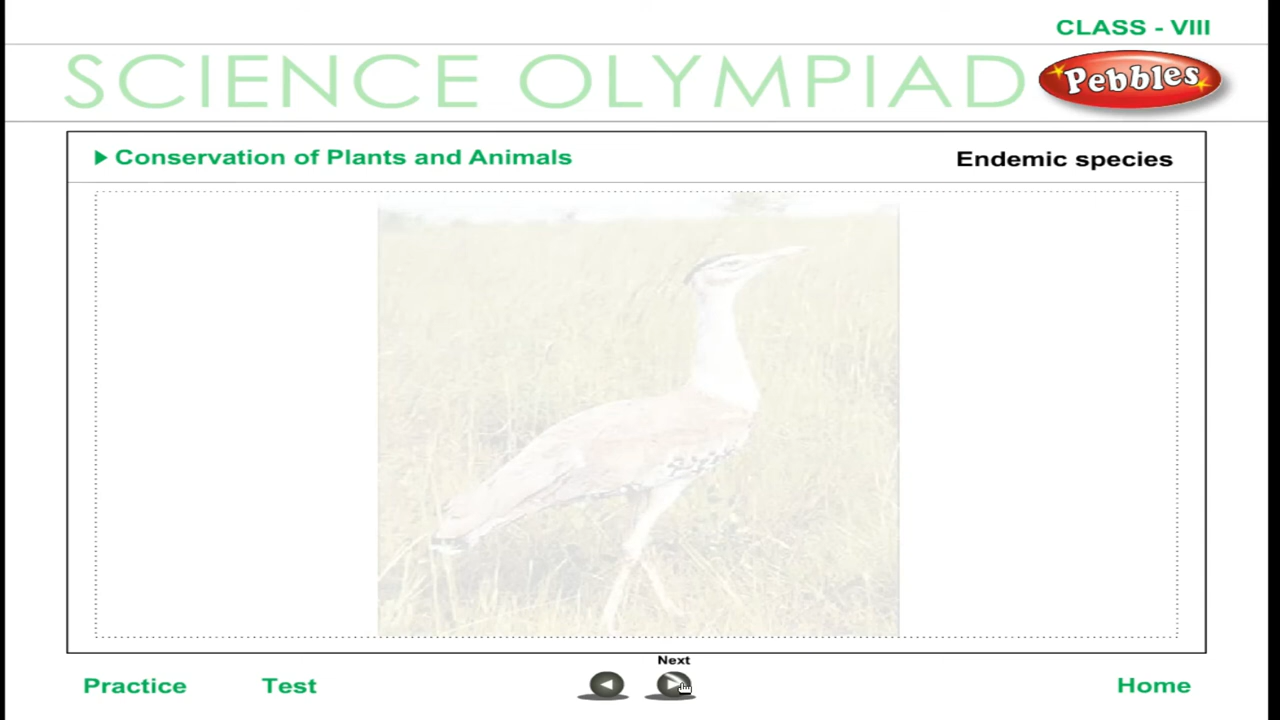 CLASS - VIII
SCIENCE OLYMPIAD
Pebbles
Conservation of Plants and Animals
Endemic species
Next
Practice
Test
Home